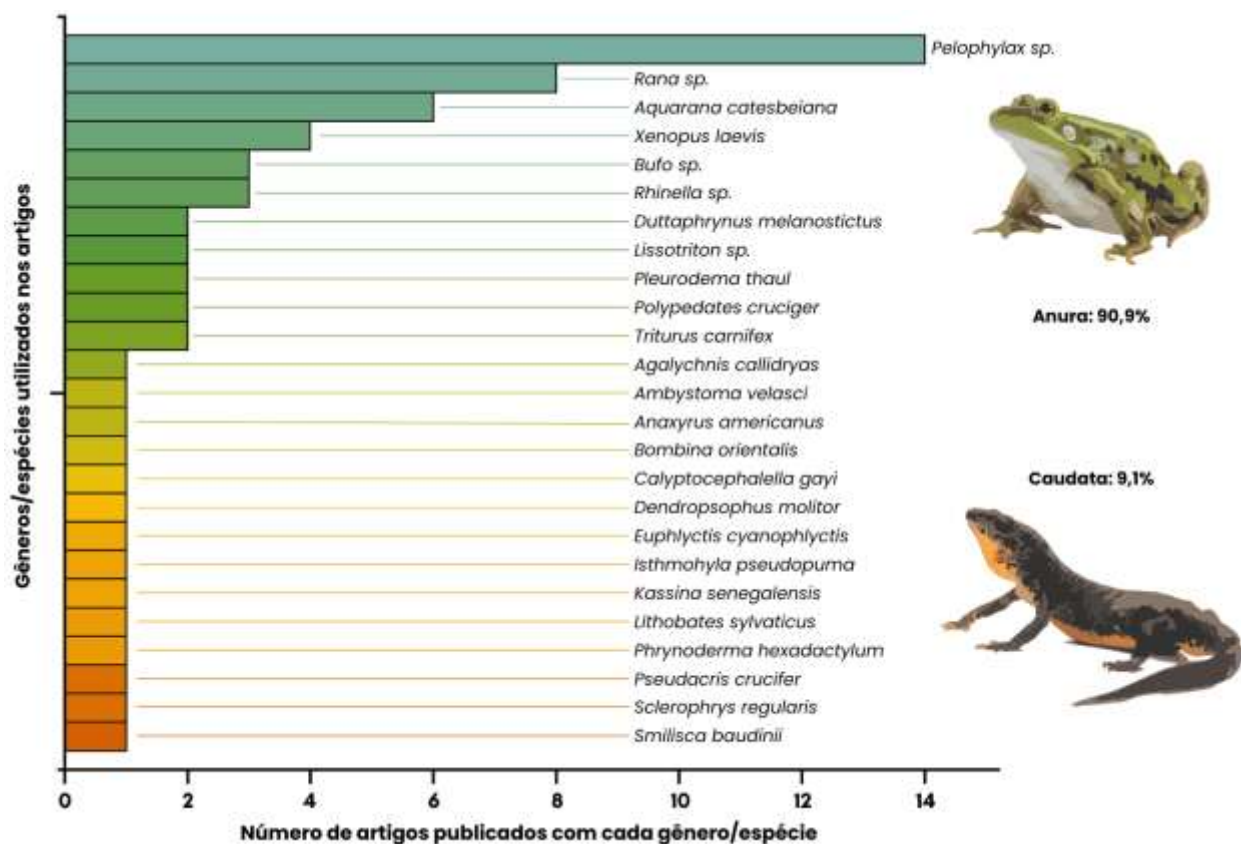 Gêneros/espécies utilizados nos artigos
Pelophylax sp.
Rana sp.
Aquarana catesbeiana
Xenopus laevis
Bufo sp.
Rhinella sp.
Duttaphrynus melanostictus
Lissotriton sp.
Pleurodema thaul
Polypedates cruciger
Triturus carnifex
Agalychnis callidryas
Ambystoma velasci
Anaxyrus americanus
Bombina orientalis
Calyptocephalella gayi
Dendropsophus molitor
Euphlyctis cyanophlyctis
Isthmohyla pseudopuma
Kassina senegalensis
Lithobates sylvaticus
Phrynoderma hexadactylum
Pseudacris crucifer
Sclerophrys regularis
Smilisca baudinii
Anura: 90,9%
Caudata: 9,1%
0 2 4 6 8 10 12 14
Número de artigos publicados com cada gênero/espécie